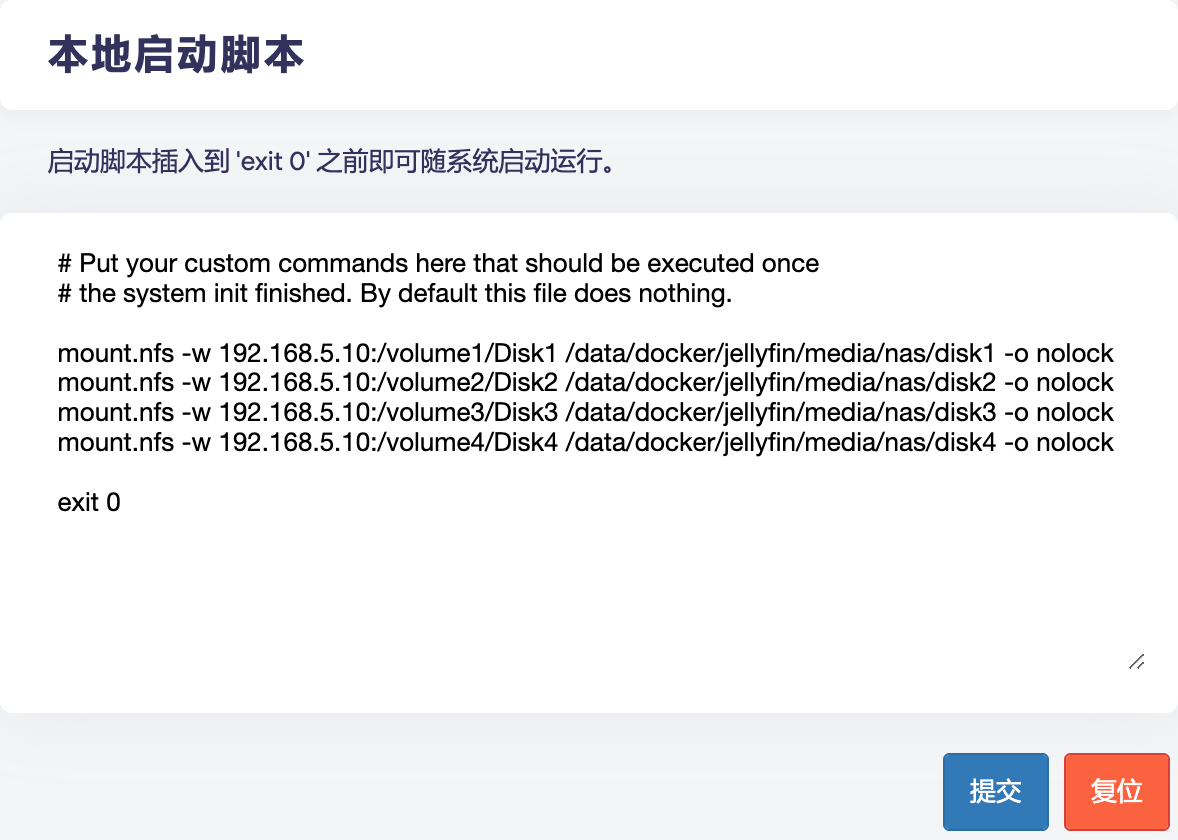 本地启动脚本
启动脚本插入到 'exit 0' 之前即可随系统启动运行。
# Put your custom commands here that should be executed once
# the system init finished. By default this file does nothing.
mount.nfs -w 192.168.5.10:/volume1/Disk1 /data/docker/jellyfin/media/nas/disk1 -o nolock
mount.nfs -w 192.168.5.10:/volume2/Disk2 /data/docker/jellyfin/media/nas/disk2 -o nolock
mount.nfs -w 192.168.5.10:/volume3/Disk3 /data/docker/jellyfin/media/nas/disk3 -o nolock
mount.nfs -w 192.168.5.10:/volume4/Disk4 /data/docker/jellyfin/media/nas/disk4 -o nolock
exit 0
提交 复位